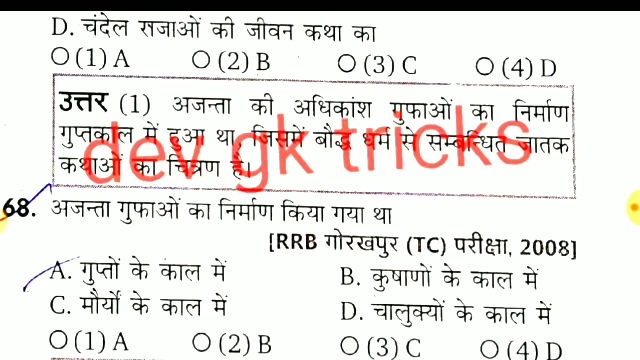 D. चंदेल राजाओं की जीवन कथा का
O (1) A O (2) B O (3) C O (4) D
उत्तर (1) अजन्ता की अधिकांश गुफाओं का निर्माण
गुप्तकाल में हुआ था, जिसमें बौद्ध धर्म से सम्बन्धित जातक
कथाओं का चित्रण है।
dev gk tricks
68. अजन्ता गुफाओं का निर्माण किया गया था
[RRB गोरखपुर (TC) परीक्षा, 2008]
A. गुप्तों के काल में B. कुषाणों के काल में
C. मौर्यों के काल में D. चालुक्यों के काल में
O (1) A O (2) B O (3) C O (4) D